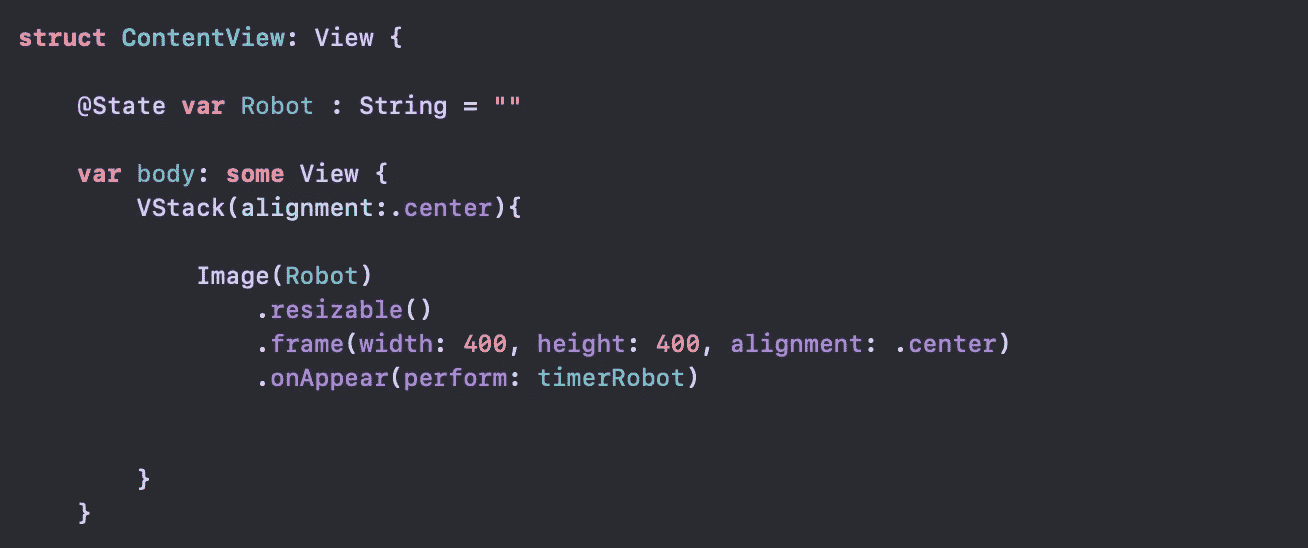 struct ContentView: View {
    @State var Robot : String = ""
    var body: some View {
        VStack(alignment:.center){
            Image(Robot)
                .resizable()
                .frame(width: 400, height: 400, alignment: .center)
                .onAppear(perform: timerRobot)
        }
    }